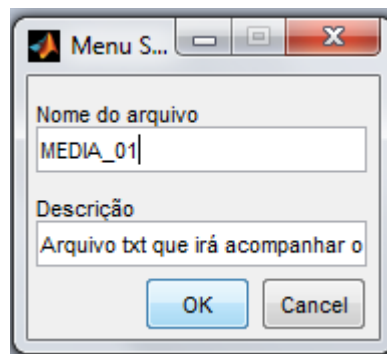 Menu S...
Nome do arquivo
MEDIA_01
Descrição
Arquivo txt que irá acompanhar o
OK Cancel